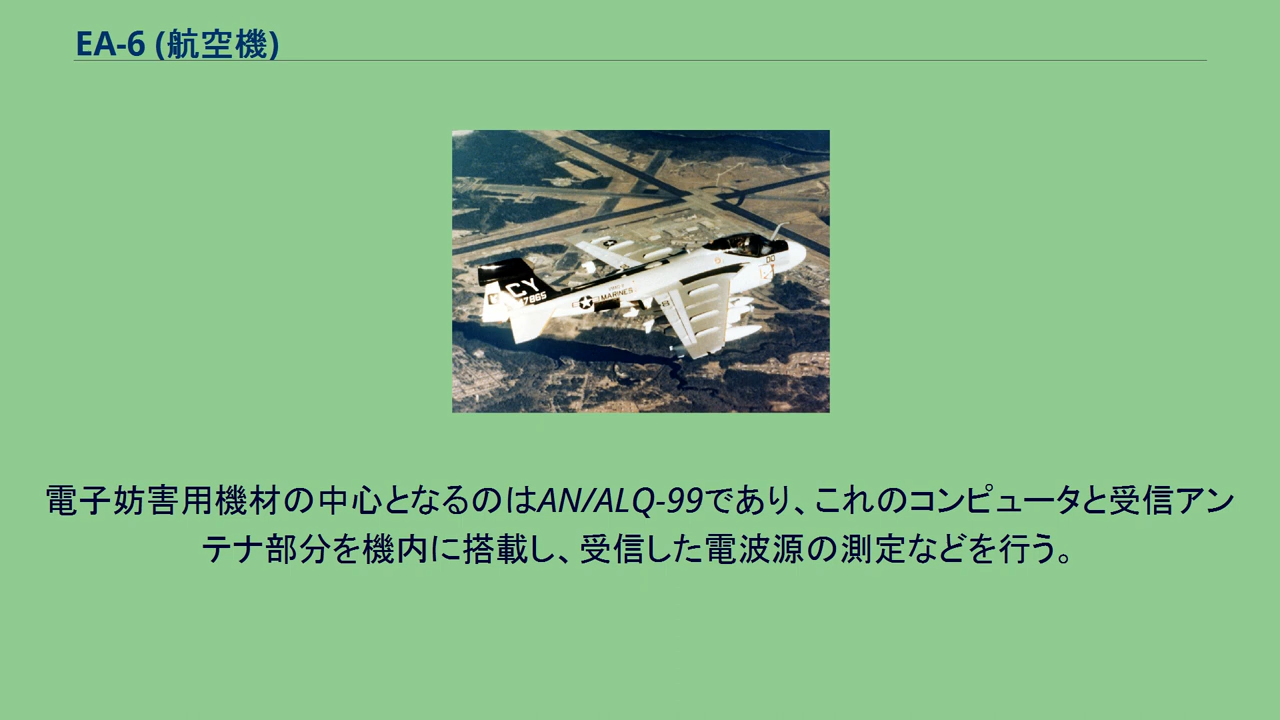 EA-6 (航空機)
CY
7865
MARINES
電子妨害用機材の中心となるのはAN/ALQ-99であり、これのコンピュータと受信アン
テナ部分を機内に搭載し、受信した電波源の測定などを行う。